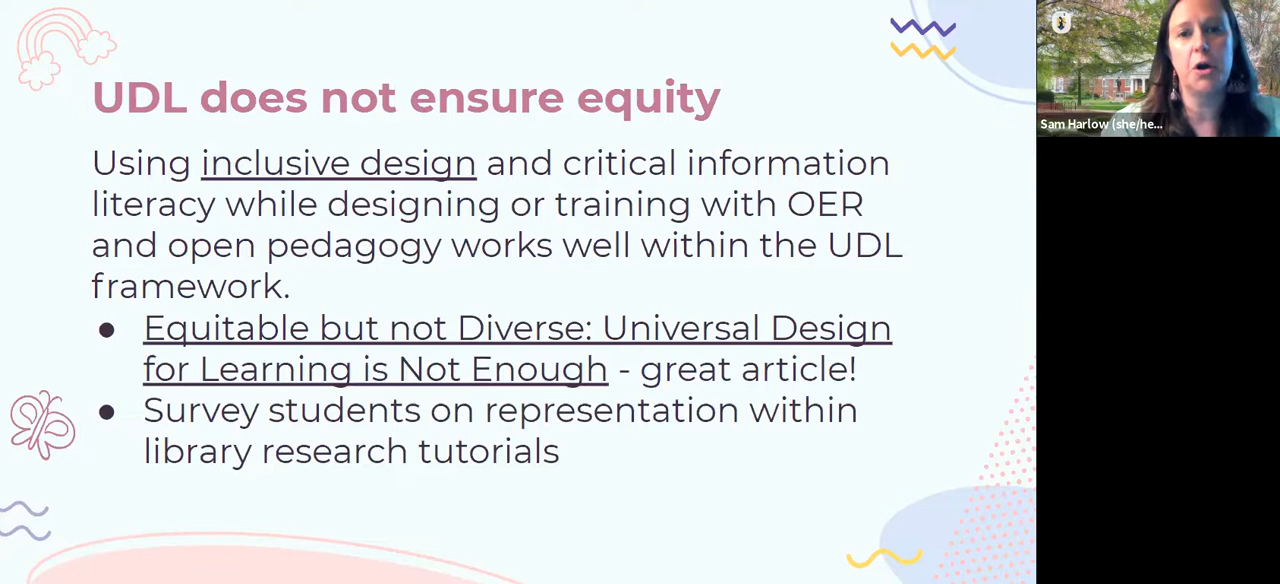 UDL does not ensure equity
Using inclusive design and critical information
literacy while designing or training with OER
and open pedagogy works well within the UDL
framework.
● Equitable but not Diverse: Universal Design
for Learning is Not Enough - great article!
● Survey students on representation within
library research tutorials
Sam Harlow (she/he...